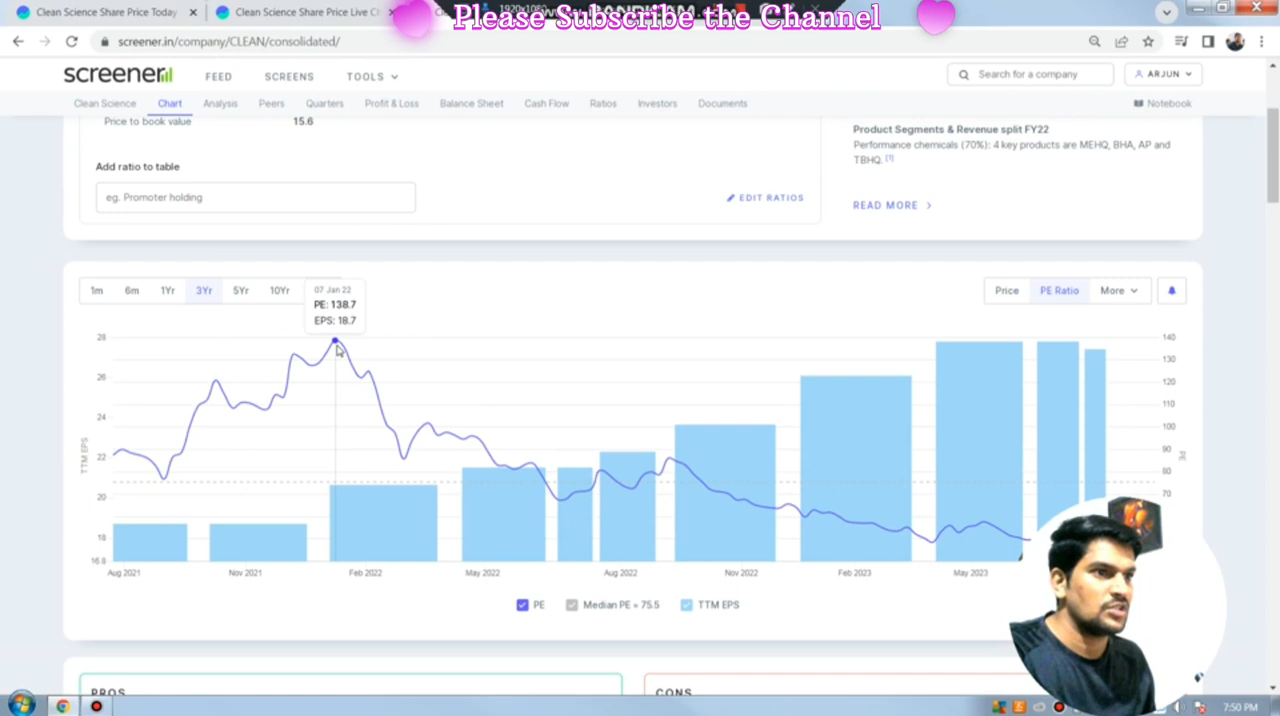 Clean Science Share Price Today
Clean Science Share Price Live
1920x1080
Please Subscribe the Channel
screener.in/company/CLEAN/consolidated/
screener
FEED
SCREENS
TOOLS
Search for a company
ARJUN
Clean Science
Chart
Analysis
Peers
Quarters
Profit & Loss
Balance Sheet
Cash Flow
Ratios
Investors
Documents
Notebook
Price to book value
15.6
Add ratio to table
eg. Promoter holding
EDIT RATIOS
Product Segments & Revenue split FY22
Performance chemicals (70%): 4 key products are MEHQ, BHA, AP and
TBHQ. [1]
READ MORE
1m
6m
1Yr
3Yr
5Yr
10Yr
07 Jan 22
PE: 138.7
EPS: 18.7
Price
PE Ratio
More
28
26
24
22
20
18
16.8
TTM EPS
140
130
120
110
100
90
80
70
PE
Aug 2021
Nov 2021
Feb 2022
May 2022
Aug 2022
Nov 2022
Feb 2023
May 2023
PE
Median PE = 75.5
TTM EPS
PROS
CONS
7:50 PM